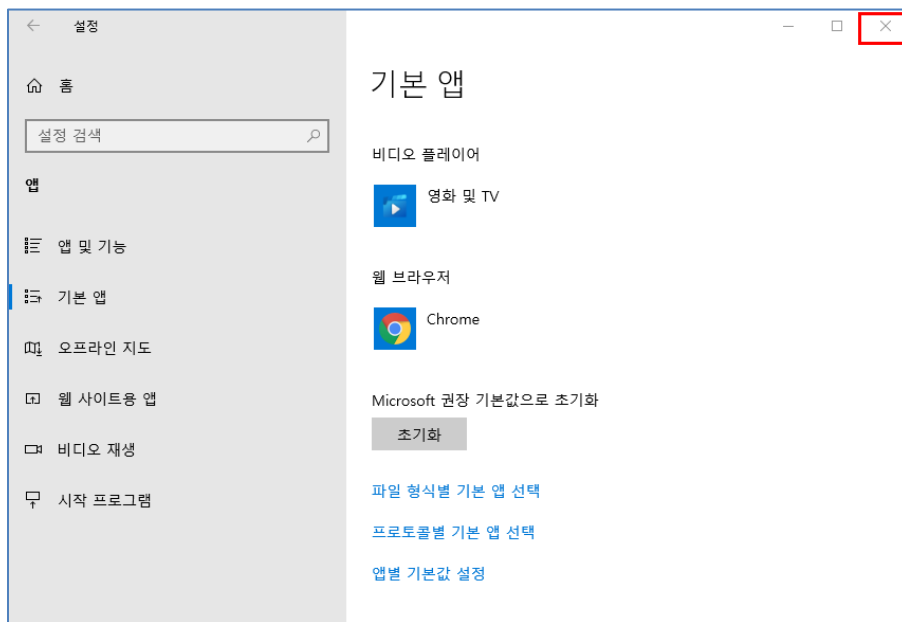 설정
홈
설정 검색
앱
앱 및 기능
기본 앱
오프라인 지도
웹 사이트용 앱
비디오 재생
시작 프로그램
기본 앱
비디오 플레이어
영화 및 TV
웹 브라우저
Chrome
Microsoft 권장 기본값으로 초기화
초기화
파일 형식별 기본 앱 선택
프로토콜별 기본 앱 선택
앱별 기본값 설정